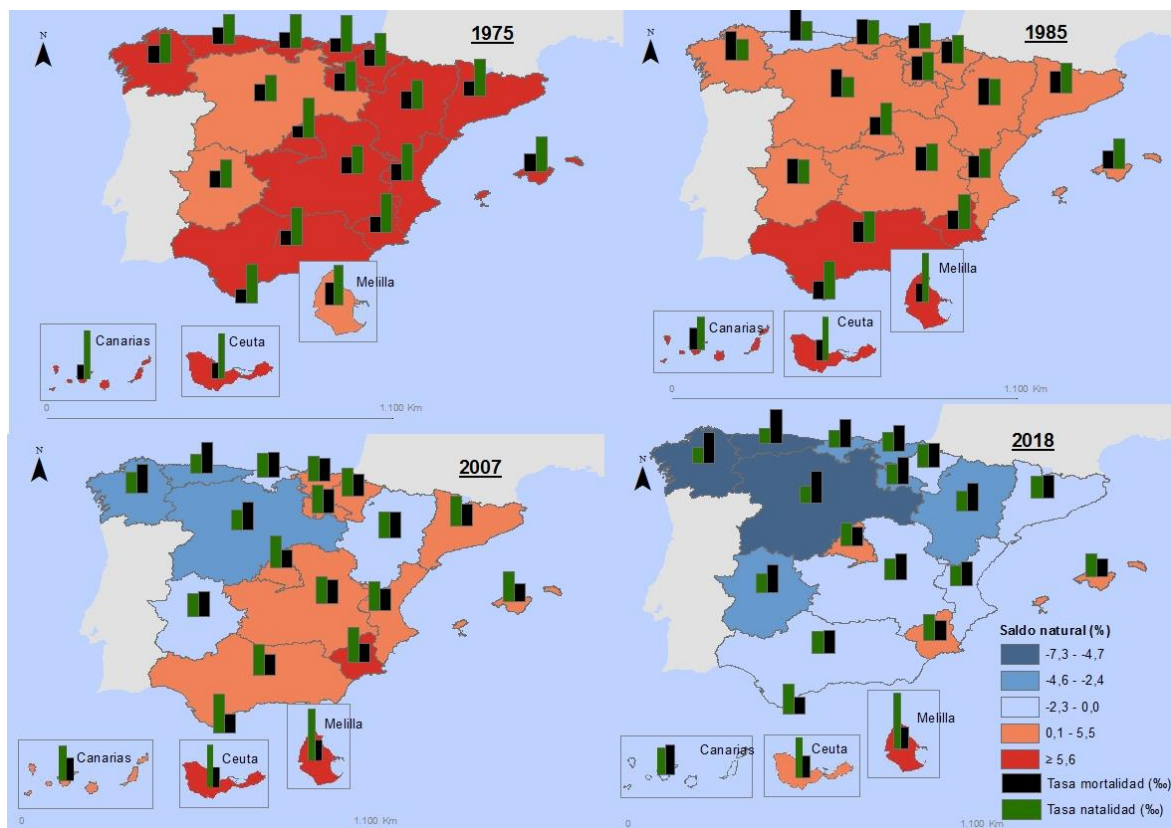 N
1975
Melilla
Canarias
Ceuta
0
1.100 Km
N
1985
Melilla
Canarias
Ceuta
0
1.100 Km
N
2007
Melilla
Canarias
Ceuta
0
1.100 Km
N
2018
Melilla
Canarias
Ceuta
0
1.100 Km
Saldo natural (%)
-7,3 - -4,7
-4,6 - -2,4
-2,3 - 0,0
0,1 - 5,5
≥ 5,6
Tasa mortalidad (‰)
Tasa natalidad (‰)